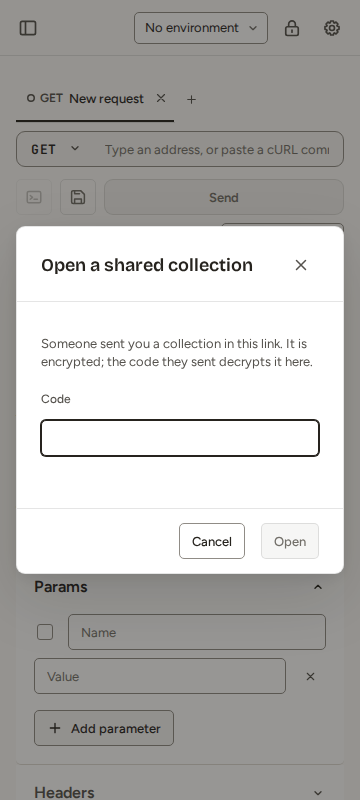 No environment
GET New request
GET Type an address, or paste a cURL com
Send
Open a shared collection
Someone sent you a collection in this link. It is
encrypted; the code they sent decrypts it here.
Code
Cancel
Open
Params
Name
Value
Add parameter
Headers